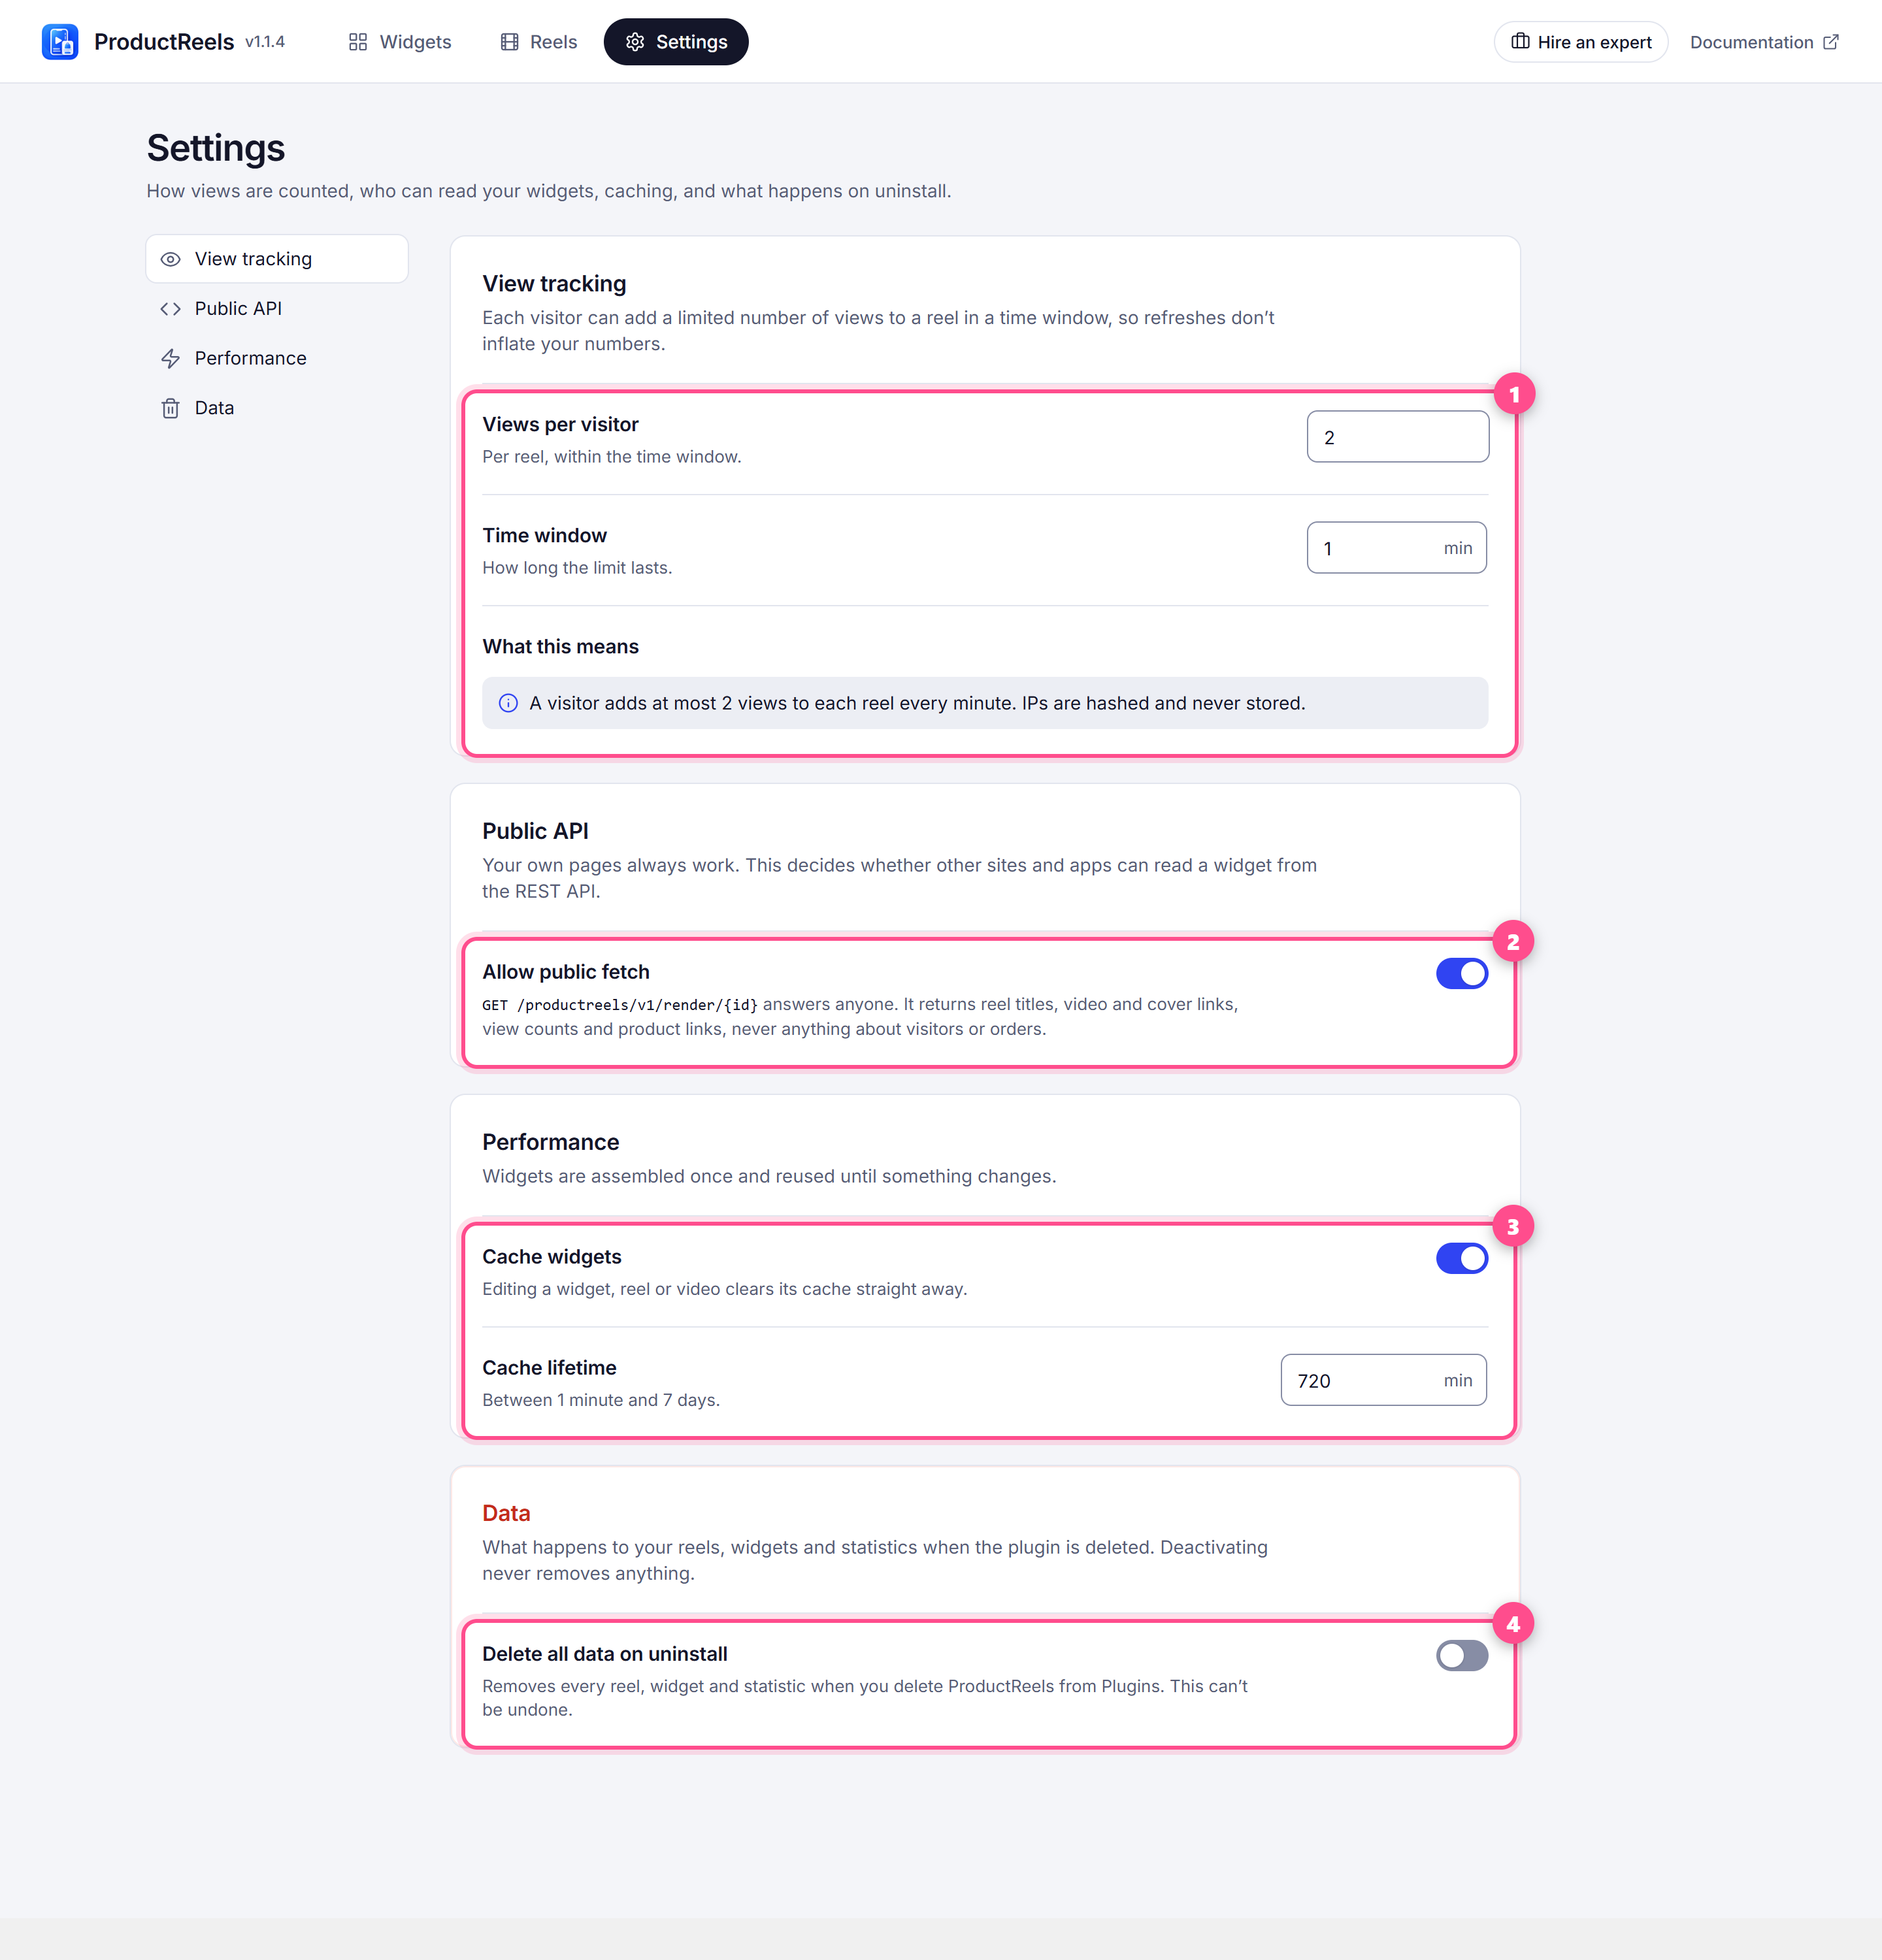 ProductReels v1.1.4 Widgets Reels Settings Hire an expert Documentation
Settings
How views are counted, who can read your widgets, caching, and what happens on uninstall.
View tracking
Public API
Performance
Data
View tracking
Each visitor can add a limited number of views to a reel in a time window, so refreshes don’t
inflate your numbers.
1
Views per visitor
2
Per reel, within the time window.
Time window
1 min
How long the limit lasts.
What this means
A visitor adds at most 2 views to each reel every minute. IPs are hashed and never stored.
Public API
Your own pages always work. This decides whether other sites and apps can read a widget from
the REST API.
2
Allow public fetch
GET /productreels/v1/render/{id} answers anyone. It returns reel titles, video and cover links,
view counts and product links, never anything about visitors or orders.
Performance
Widgets are assembled once and reused until something changes.
3
Cache widgets
Editing a widget, reel or video clears its cache straight away.
Cache lifetime
720 min
Between 1 minute and 7 days.
Data
What happens to your reels, widgets and statistics when the plugin is deleted. Deactivating
never removes anything.
4
Delete all data on uninstall
Removes every reel, widget and statistic when you delete ProductReels from Plugins. This can’t
be undone.